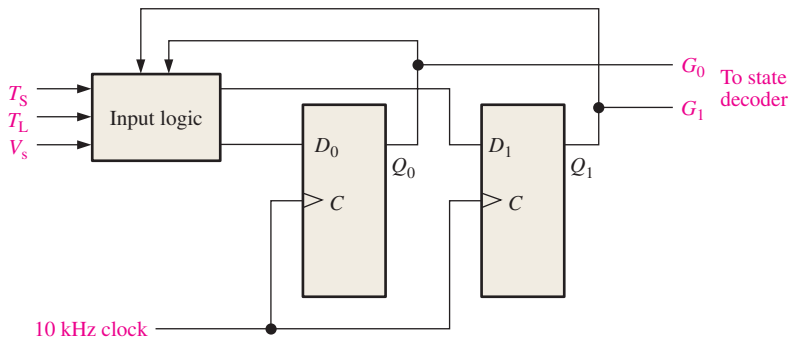 G0
To state
decoder
TS
TL
Vs
Input logic
G1
D0
Q0
C
D1
Q1
C
10 kHz clock